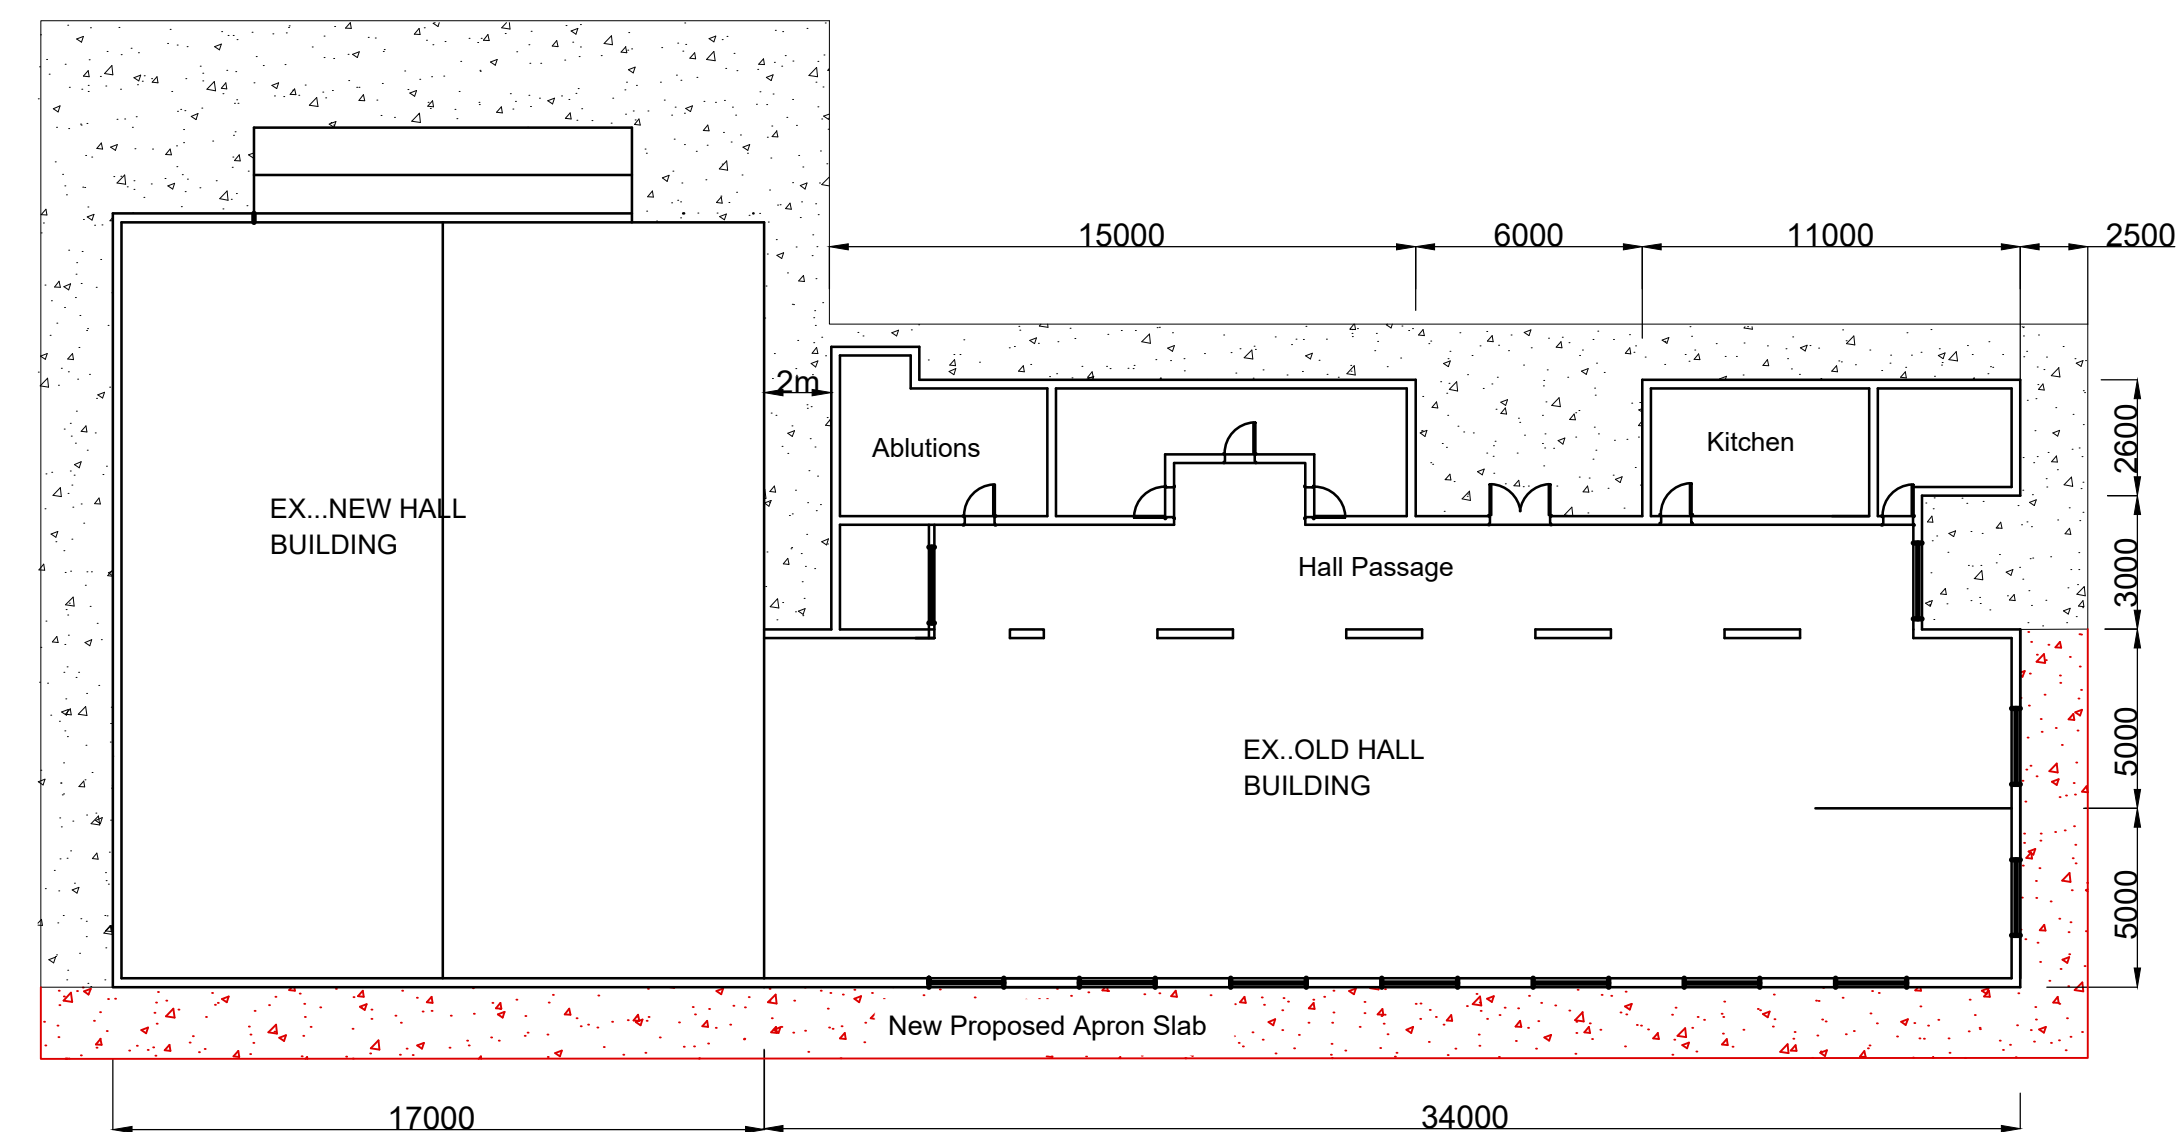 15000
6000
11000
2500
2m
Ablutions
Kitchen
2600
EX...NEW HALL
BUILDING
Hall Passage
3000
EX..OLD HALL
BUILDING
5000
5000
New Proposed Apron Slab
17000
34000